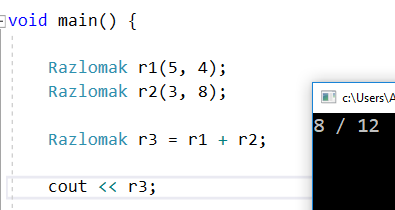 void main() {
Razlomak r1(5, 4);
Razlomak r2(3, 8);
Razlomak r3 = r1 + r2;
cout << r3;
c:\Users\A
8 / 12